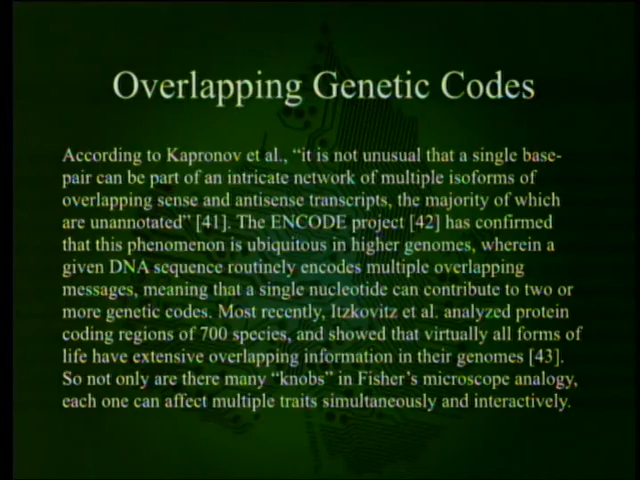 Overlapping Genetic Codes
According to Kapronov et al., “it is not unusual that a single base-
pair can be part of an intricate network of multiple isoforms of
overlapping sense and antisense transcripts, the majority of which
are unannotated” [41]. The ENCODE project [42] has confirmed
that this phenomenon is ubiquitous in higher genomes, wherein a
given DNA sequence routinely encodes multiple overlapping
messages, meaning that a single nucleotide can contribute to two or
more genetic codes. Most recently, Itzkovitz et al. analyzed protein
coding regions of 700 species, and showed that virtually all forms of
life have extensive overlapping information in their genomes [43].
So not only are there many “knobs” in Fisher’s microscope analogy,
each one can affect multiple traits simultaneously and interactively.